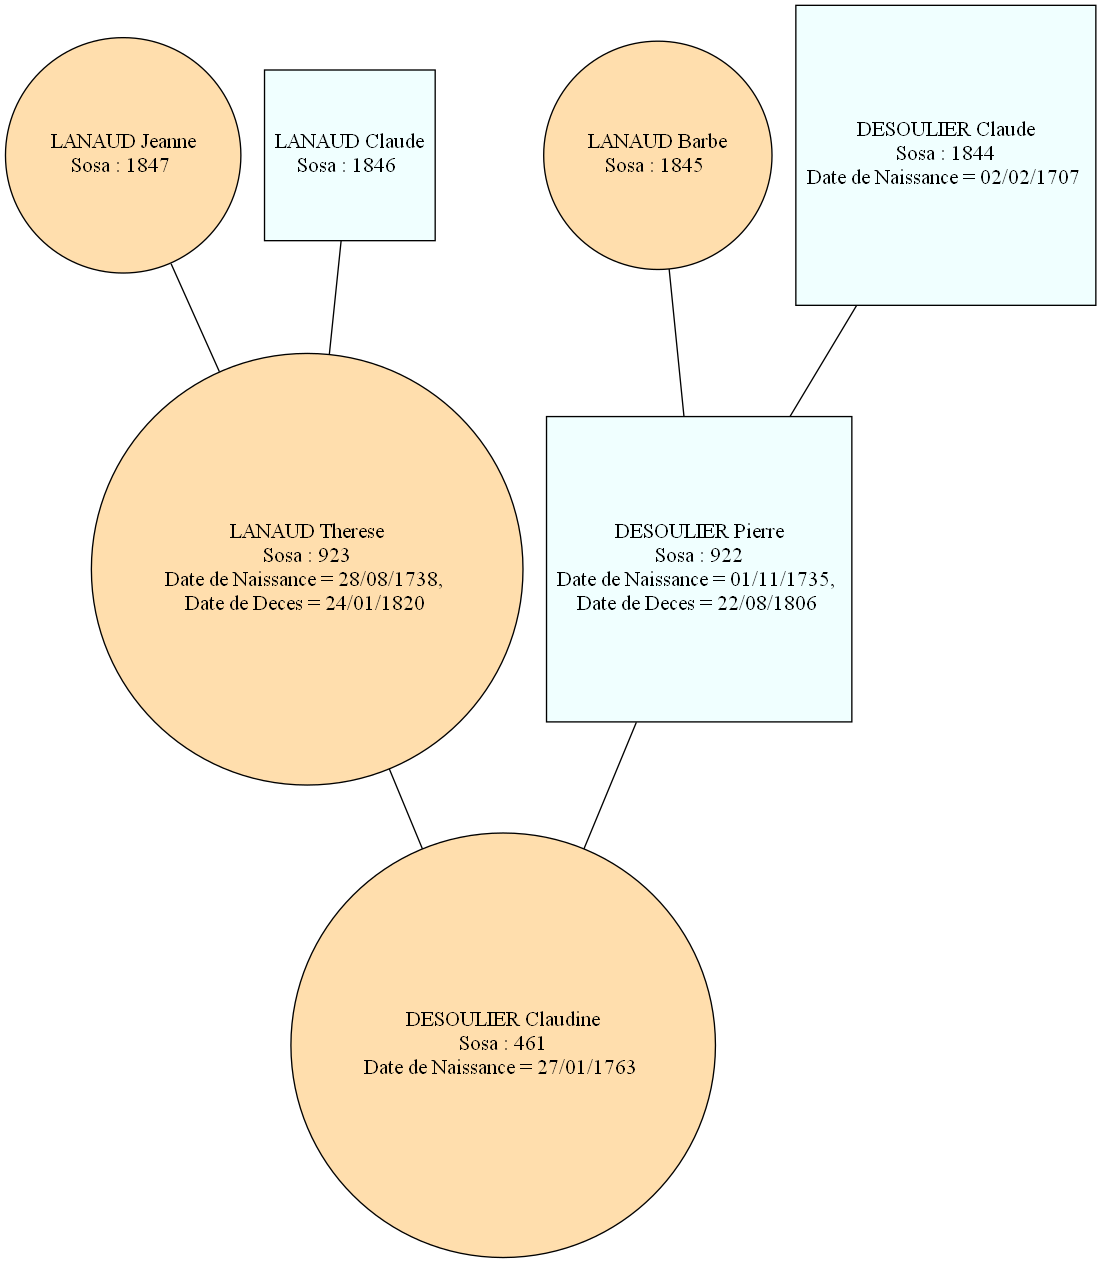 LANAUD Jeanne
Sosa : 1847
LANAUD Claude
Sosa : 1846
LANAUD Barbe
Sosa : 1845
DESOULIER Claude
Sosa : 1844
Date de Naissance = 02/02/1707
LANAUD Therese
Sosa : 923
Date de Naissance = 28/08/1738,
Date de Deces = 24/01/1820
DESOULIER Pierre
Sosa : 922
Date de Naissance = 01/11/1735,
Date de Deces = 22/08/1806
DESOULIER Claudine
Sosa : 461
Date de Naissance = 27/01/1763